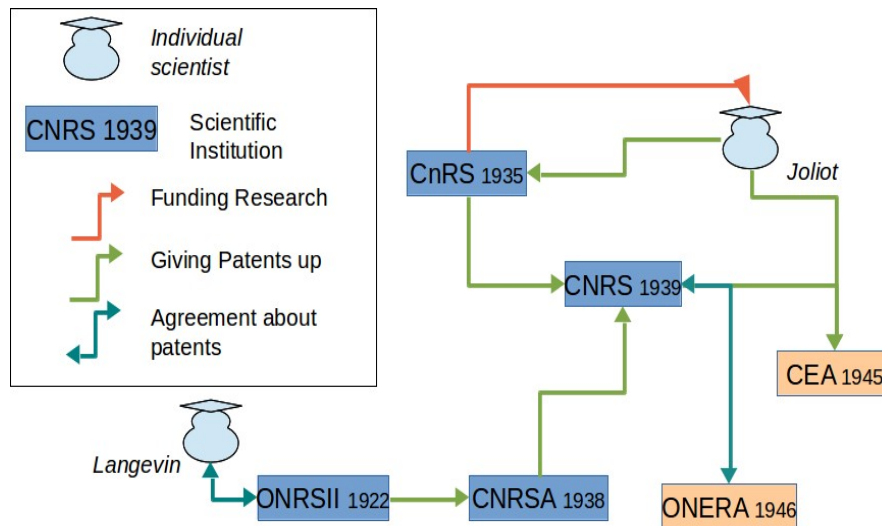 Individual
scientist
CNRS 1939
Scientific
Institution
Funding Research
Giving Patents up
Agreement about
patents
CnRS 1935
Joliot
CNRS 1939
CEA 1945
Langevin
ONRSII 1922
CNRSA 1938
ONERA 1946